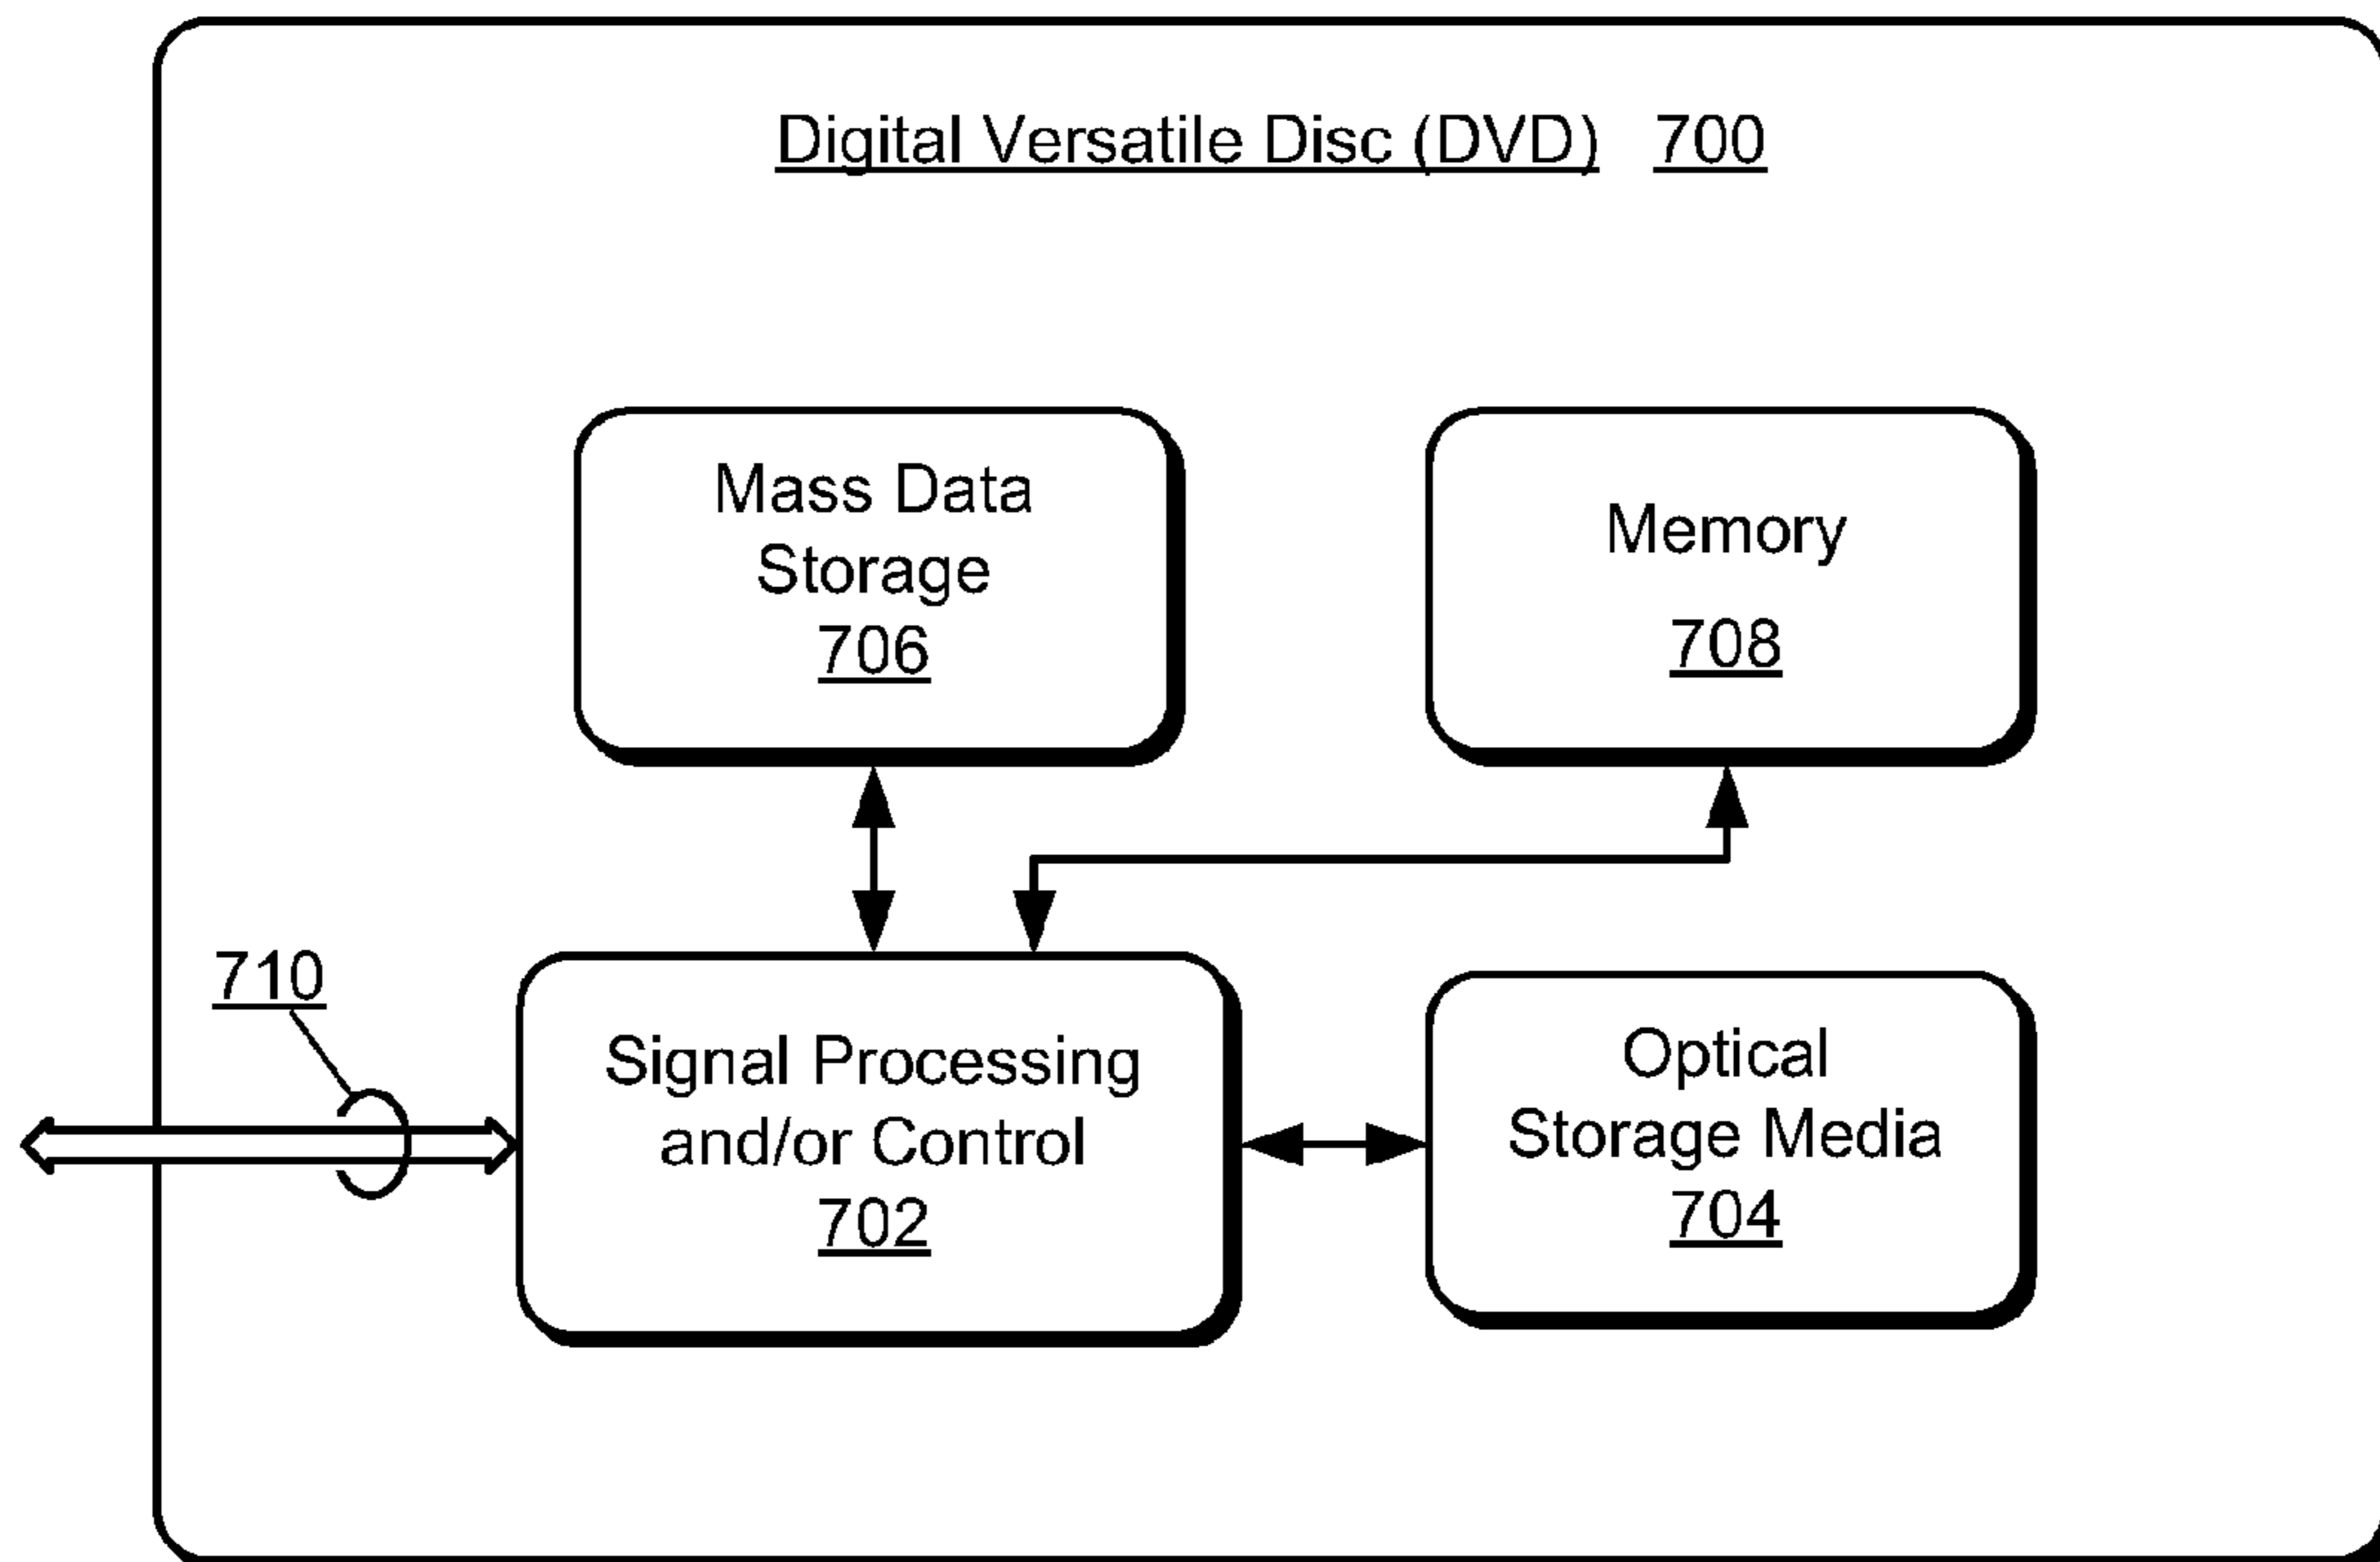 Digital Versatile Disc (DVD) 700
Mass Data
Storage
706
Memory
708
710
Signal Processing
and/or Control
702
Optical
Storage Media
704